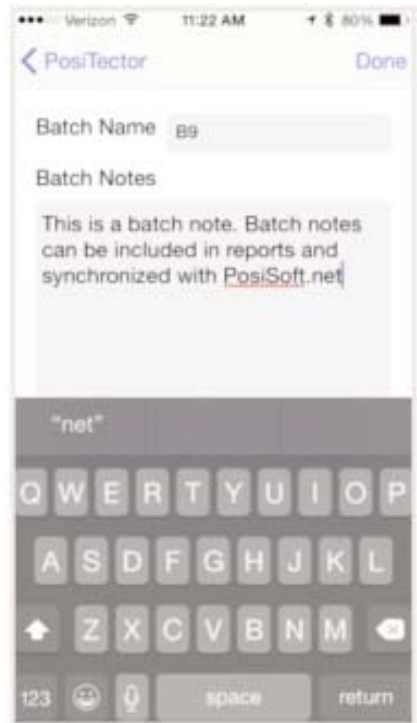 Verizon 11:22 AM 80%
PosiTector Done
Batch Name B9
Batch Notes
This is a batch note. Batch notes
can be included in reports and
synchronized with PosiSoft.net
"net"
Q W E R T Y U I O P
A S D F G H J K L
Z X C V B N M
123 space return